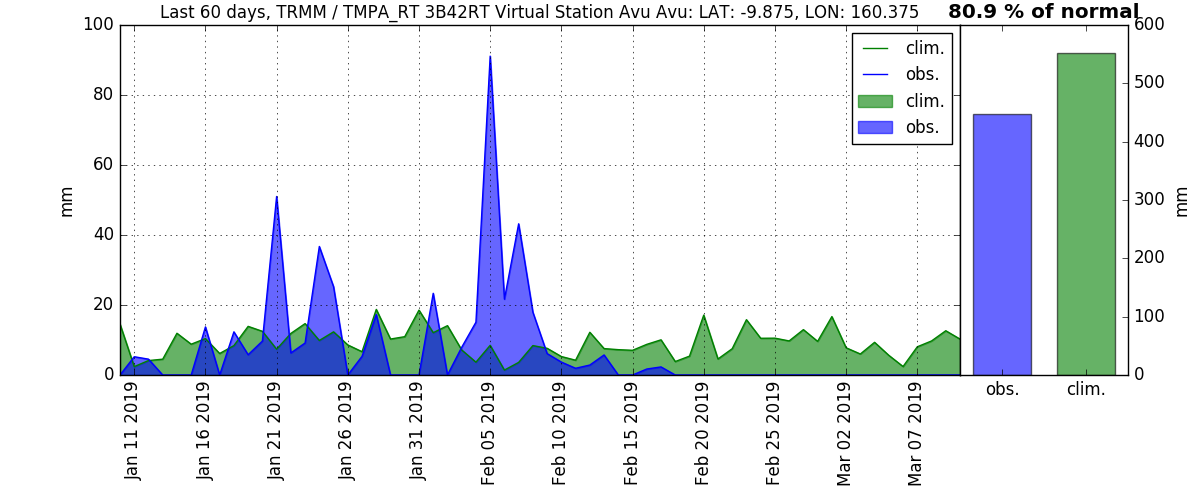 Last 60 days, TRMM / TMPA_RT 3B42RT Virtual Station Avu Avu: LAT: -9.875, LON: 160.375
80.9 % of normal
100
80
60
40
20
0
mm
clim.
obs.
clim.
obs.
600
500
400
300
200
100
0
mm
obs.
clim.
Jan 11 2019
Jan 16 2019
Jan 21 2019
Jan 26 2019
Jan 31 2019
Feb 05 2019
Feb 10 2019
Feb 15 2019
Feb 20 2019
Feb 25 2019
Mar 02 2019
Mar 07 2019